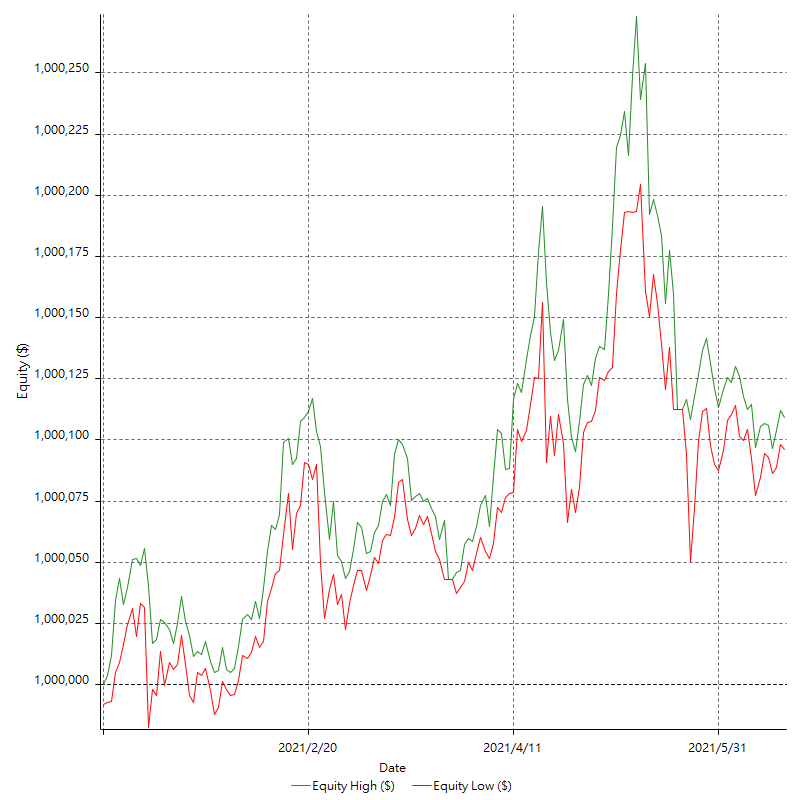 1,000,250
1,000,225
1,000,200
1,000,175
1,000,150
1,000,125
1,000,100
1,000,075
1,000,050
1,000,025
1,000,000
Equity ($)
2021/2/20 2021/4/11 2021/5/31
Date
Equity High ($) Equity Low ($)